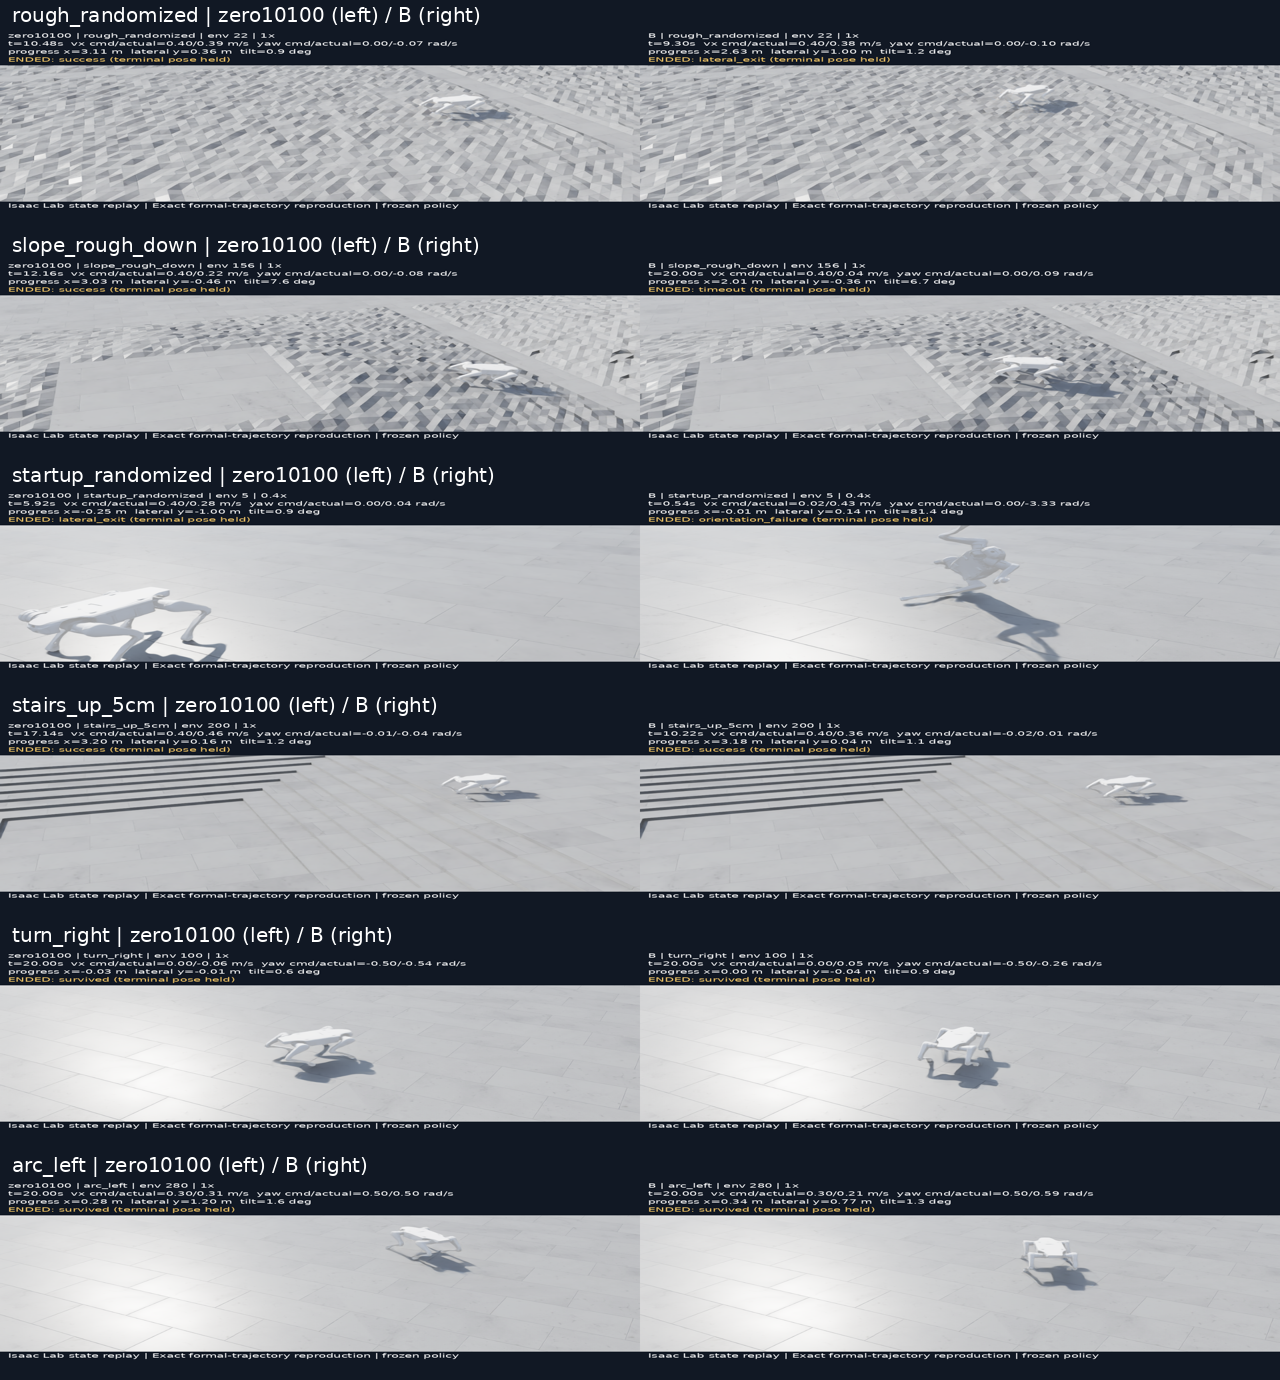 rough_randomized | zero10100 (left) / B (right)
zero10100 | rough_randomized | env 22 | 1x
t=10.48s  vx cmd/actual=0.40/0.39 m/s  yaw cmd/actual=0.00/-0.07 rad/s
progress x=3.11 m  lateral y=0.36 m  tilt=0.9 deg
ENDED: success (terminal pose held)
B | rough_randomized | env 22 | 1x
t=9.30s  vx cmd/actual=0.40/0.38 m/s  yaw cmd/actual=0.00/-0.10 rad/s
progress x=2.63 m  lateral y=1.00 m  tilt=1.2 deg
ENDED: lateral_exit (terminal pose held)
Isaac Lab state replay | Exact formal-trajectory reproduction | frozen policy
Isaac Lab state replay | Exact formal-trajectory reproduction | frozen policy
slope_rough_down | zero10100 (left) / B (right)
zero10100 | slope_rough_down | env 156 | 1x
t=12.16s  vx cmd/actual=0.40/0.22 m/s  yaw cmd/actual=0.00/-0.08 rad/s
progress x=3.03 m  lateral y=-0.46 m  tilt=7.6 deg
ENDED: success (terminal pose held)
B | slope_rough_down | env 156 | 1x
t=20.00s  vx cmd/actual=0.40/0.04 m/s  yaw cmd/actual=0.00/0.09 rad/s
progress x=2.01 m  lateral y=-0.36 m  tilt=6.7 deg
ENDED: timeout (terminal pose held)
Isaac Lab state replay | Exact formal-trajectory reproduction | frozen policy
Isaac Lab state replay | Exact formal-trajectory reproduction | frozen policy
startup_randomized | zero10100 (left) / B (right)
zero10100 | startup_randomized | env 5 | 0.4x
t=5.92s  vx cmd/actual=0.40/0.28 m/s  yaw cmd/actual=0.00/0.04 rad/s
progress x=-0.25 m  lateral y=-1.00 m  tilt=0.9 deg
ENDED: lateral_exit (terminal pose held)
B | startup_randomized | env 5 | 0.4x
t=0.54s  vx cmd/actual=0.02/0.43 m/s  yaw cmd/actual=0.00/-3.33 rad/s
progress x=-0.01 m  lateral y=0.14 m  tilt=81.4 deg
ENDED: orientation_failure (terminal pose held)
Isaac Lab state replay | Exact formal-trajectory reproduction | frozen policy
Isaac Lab state replay | Exact formal-trajectory reproduction | frozen policy
stairs_up_5cm | zero10100 (left) / B (right)
zero10100 | stairs_up_5cm | env 200 | 1x
t=17.14s  vx cmd/actual=0.40/0.46 m/s  yaw cmd/actual=-0.01/-0.04 rad/s
progress x=3.20 m  lateral y=0.16 m  tilt=1.2 deg
ENDED: success (terminal pose held)
B | stairs_up_5cm | env 200 | 1x
t=10.22s  vx cmd/actual=0.40/0.36 m/s  yaw cmd/actual=-0.02/0.01 rad/s
progress x=3.18 m  lateral y=0.04 m  tilt=1.1 deg
ENDED: success (terminal pose held)
Isaac Lab state replay | Exact formal-trajectory reproduction | frozen policy
Isaac Lab state replay | Exact formal-trajectory reproduction | frozen policy
turn_right | zero10100 (left) / B (right)
zero10100 | turn_right | env 100 | 1x
t=20.00s  vx cmd/actual=0.00/-0.06 m/s  yaw cmd/actual=-0.50/-0.54 rad/s
progress x=-0.03 m  lateral y=-0.01 m  tilt=0.6 deg
ENDED: survived (terminal pose held)
B | turn_right | env 100 | 1x
t=20.00s  vx cmd/actual=0.00/0.05 m/s  yaw cmd/actual=-0.50/-0.26 rad/s
progress x=0.00 m  lateral y=-0.04 m  tilt=0.9 deg
ENDED: survived (terminal pose held)
Isaac Lab state replay | Exact formal-trajectory reproduction | frozen policy
Isaac Lab state replay | Exact formal-trajectory reproduction | frozen policy
arc_left | zero10100 (left) / B (right)
zero10100 | arc_left | env 280 | 1x
t=20.00s  vx cmd/actual=0.30/0.31 m/s  yaw cmd/actual=0.50/0.50 rad/s
progress x=0.28 m  lateral y=1.20 m  tilt=1.6 deg
ENDED: survived (terminal pose held)
B | arc_left | env 280 | 1x
t=20.00s  vx cmd/actual=0.30/0.21 m/s  yaw cmd/actual=0.50/0.59 rad/s
progress x=0.34 m  lateral y=0.77 m  tilt=1.3 deg
ENDED: survived (terminal pose held)
Isaac Lab state replay | Exact formal-trajectory reproduction | frozen policy
Isaac Lab state replay | Exact formal-trajectory reproduction | frozen policy